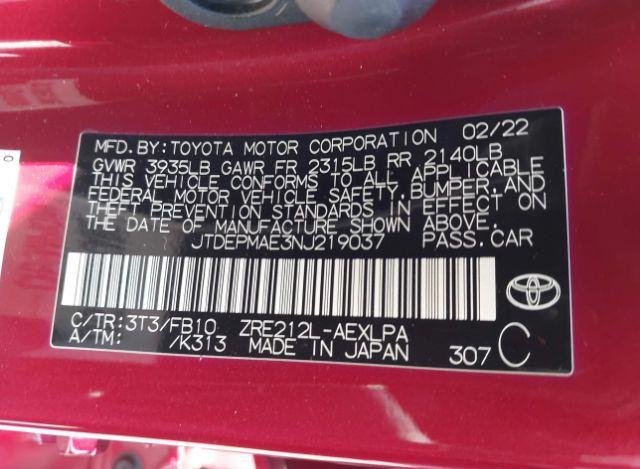 MFD. BY:TOYOTA MOTOR CORPORATION 02/22
GVWR 3935LB GAWR FR 2315LB RR 2140LB
THIS VEHICLE CONFORMS TO ALL APPLICABLE
FEDERAL MOTOR VEHICLE SAFETY, BUMPER, AND
THEFT PREVENTION STANDARDS IN EFFECT ON
THE DATE OF MANUFACTURE SHOWN ABOVE.
JTDEPMAE3NJ219037 PASS.CAR
C/TR:3T3/FB10 ZRE212L-AEXLPA
A/TM: /K313 MADE IN JAPAN 307 C